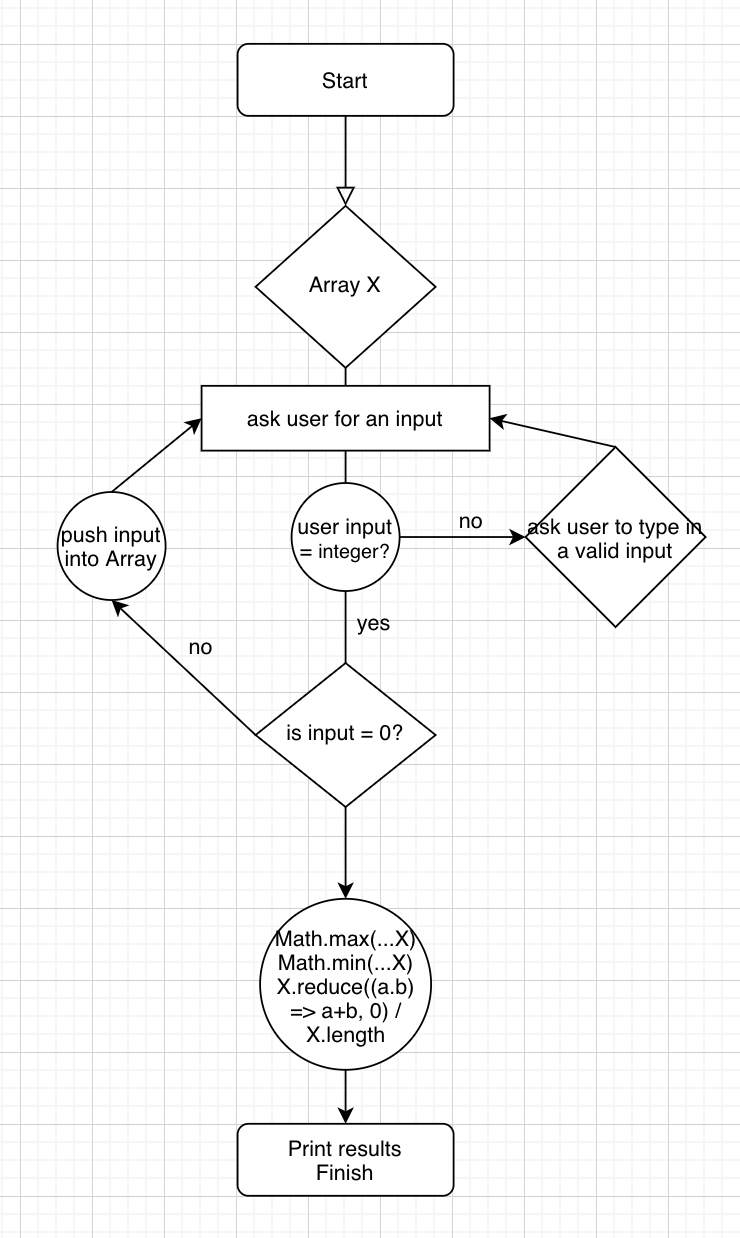 Start
Array X
ask user for an input
push input
into Array
user input
= integer?
no
ask user to type in
a valid input
yes
no
is input = 0?
Math.max(...X)
Math.min(...X)
X.reduce((a.b)
=> a+b, 0) /
X.length
Print results
Finish